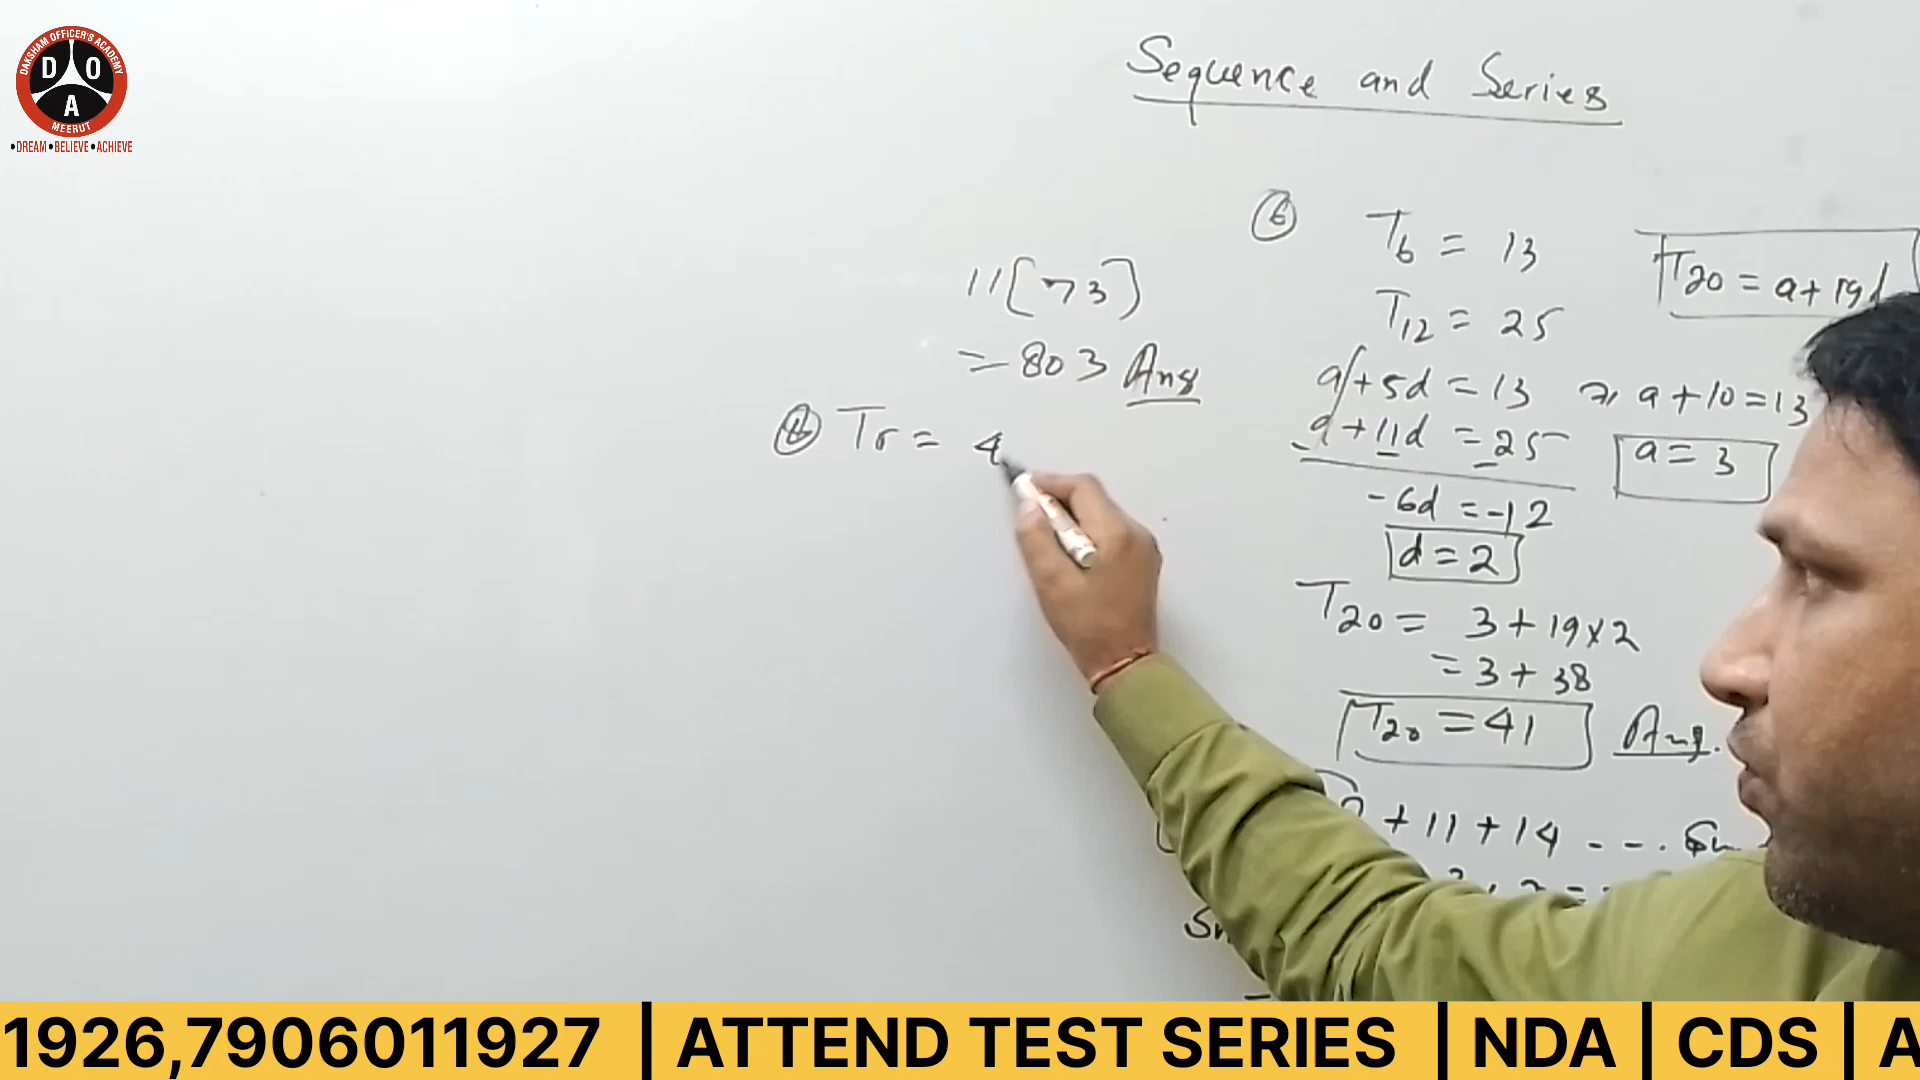 DAKSHAM OFFICER'S ACADEMY
D O
A
MEERUT
•DREAM•BELIEVE•ACHIEVE
Sequence and Series
11[73]
= 803 Ans
Tr = 4
⑥ T6 = 13
T12 = 25
T20 = a + 19d
a + 5d = 13 ⇒ a + 10 = 13
a + 11d = 25
a = 3
-6d = -12
d = 2
T20 = 3 + 19 x 2
= 3 + 38
T20 = 41 Ans.
+ 11 + 14 - - . Sn
Sn
1926,7906011927 | ATTEND TEST SERIES | NDA | CDS | A